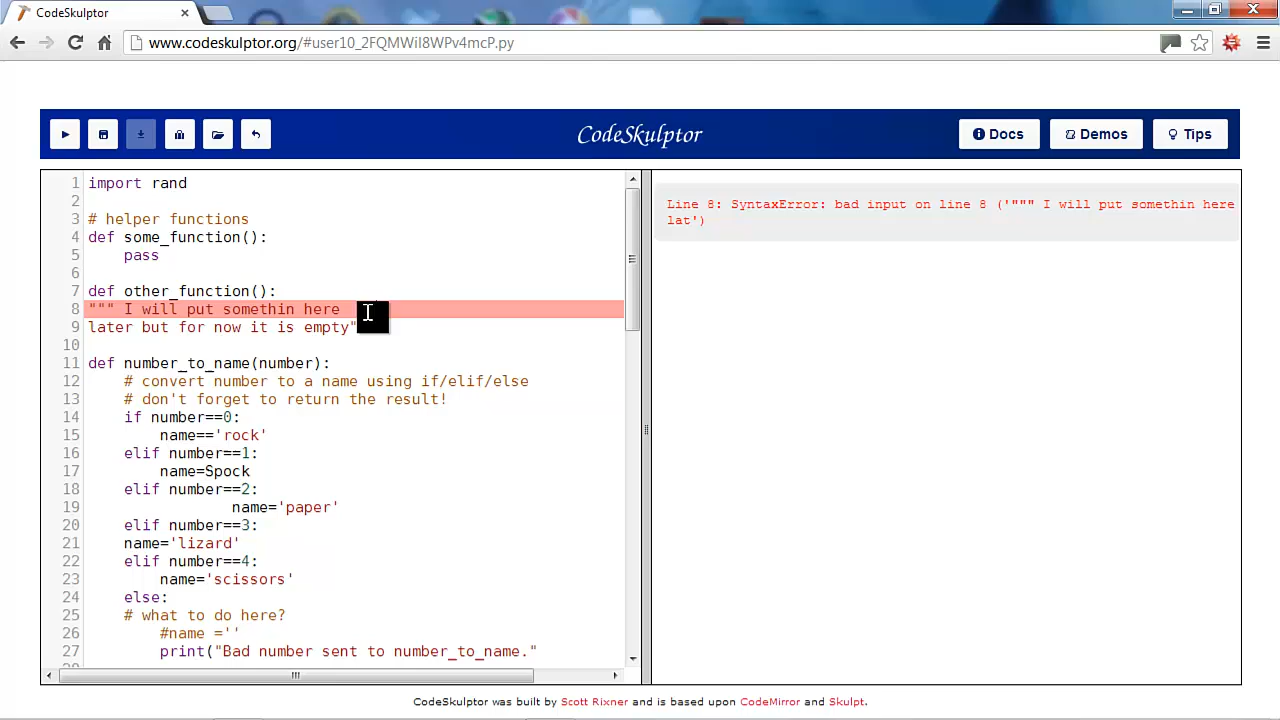 CodeSkulptor
www.codeskulptor.org/#user10_2FQMWiI8WPv4mcP.py
CodeSkulptor
Docs
Demos
Tips
1 import rand
2
3 # helper functions
4 def some_function():
5 pass
6
7 def other_function():
8 """ I will put somethin here
9 later but for now it is empty"
10
11 def number_to_name(number):
12 # convert number to a name using if/elif/else
13 # don't forget to return the result!
14 if number==0:
15 name=='rock'
16 elif number==1:
17 name=Spock
18 elif number==2:
19 name='paper'
20 elif number==3:
21 name='lizard'
22 elif number==4:
23 name='scissors'
24 else:
25 # what to do here?
26 #name =''
27 print("Bad number sent to number_to_name."
Line 8: SyntaxError: bad input on line 8 ('""" I will put somethin here
lat')
CodeSkulptor was built by Scott Rixner and is based upon CodeMirror and Skulpt.